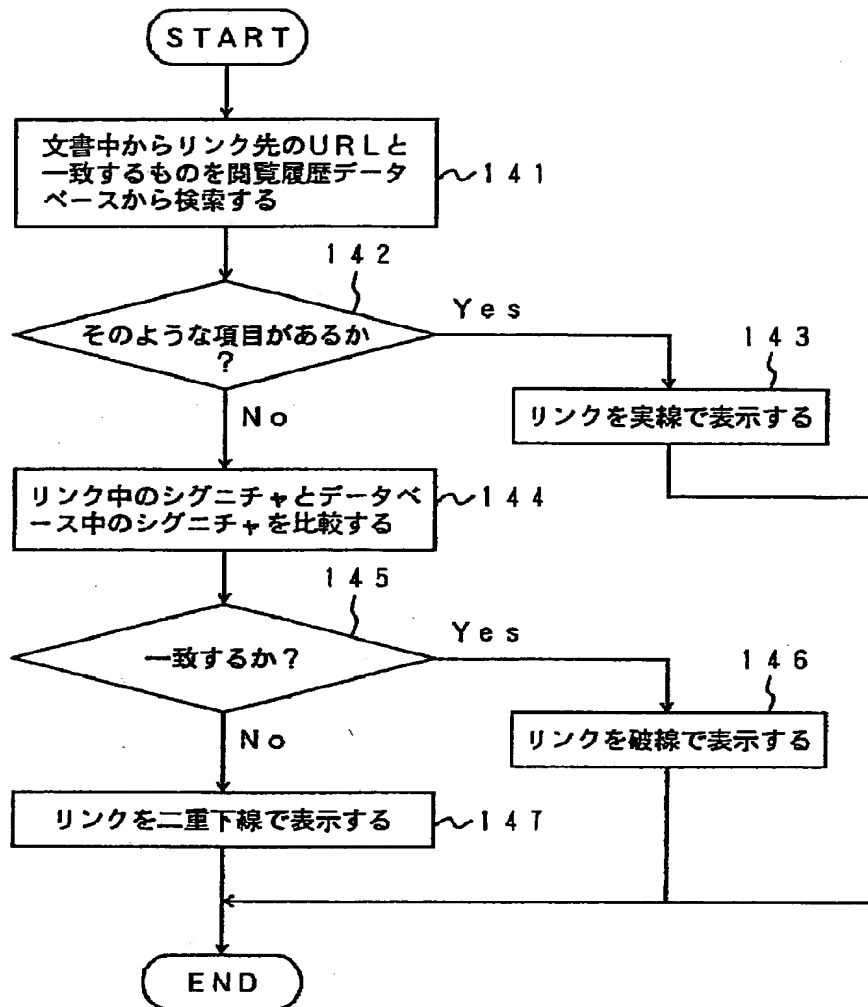 START
文書中からリンク先のURLと
一致するものを閲覧履歴データ
ベースから検索する
141
142
そのような項目があるか
?
Yes
No
143
リンクを実線で表示する
リンク中のシグニチャとデータベ
ース中のシグニチャを比較する
144
145
一致するか?
Yes
No
146
リンクを破線で表示する
リンクを二重下線で表示する
147
END